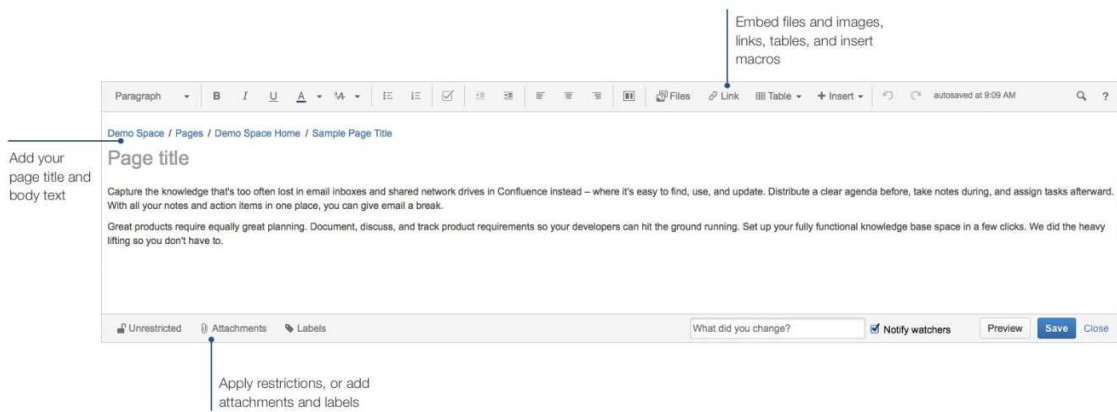 Embed files and images,
links, tables, and insert
macros
Paragraph B I U A Files Link Table + Insert autosaved at 9:09 AM ?
Demo Space / Pages / Demo Space Home / Sample Page Title
Add your
page title and
body text
Page title
Capture the knowledge that's too often lost in email inboxes and shared network drives in Confluence instead – where it's easy to find, use, and update. Distribute a clear agenda before, take notes during, and assign tasks afterward.
With all your notes and action items in one place, you can give email a break.
Great products require equally great planning. Document, discuss, and track product requirements so your developers can hit the ground running. Set up your fully functional knowledge base space in a few clicks. We did the heavy
lifting so you don't have to.
Unrestricted Attachments Labels What did you change? Notify watchers Preview Save Close
Apply restrictions, or add
attachments and labels